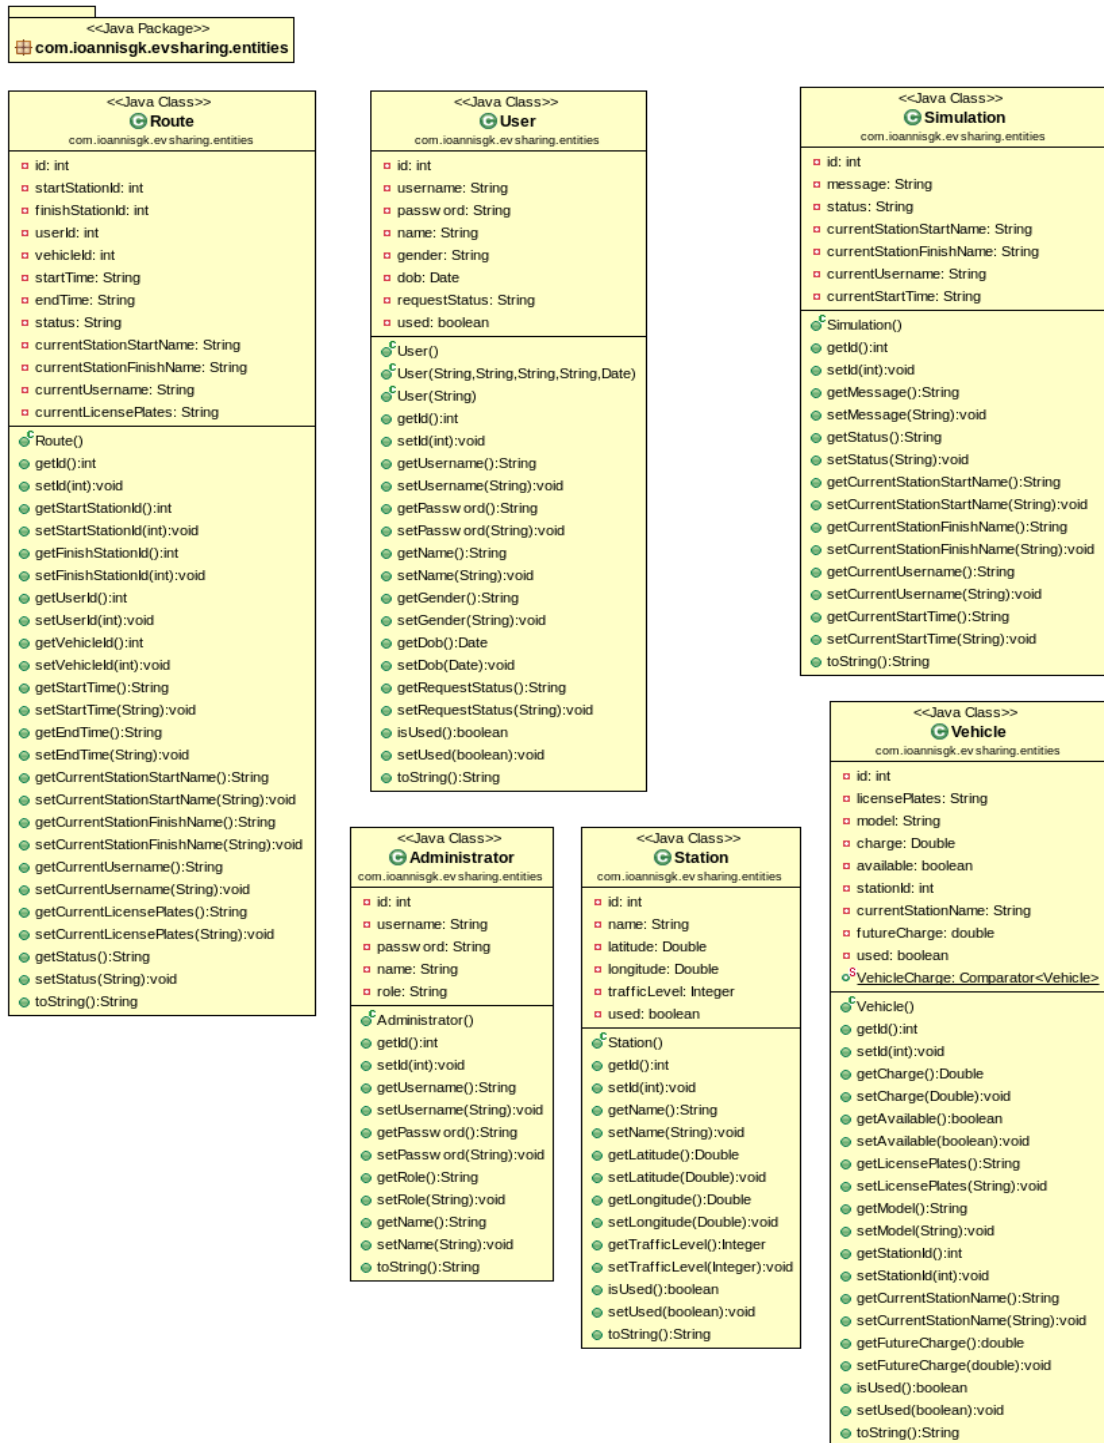 <<Java Package>>
com.ioannisgk.evsharing.entities
<<Java Class>>
Route
com.ioannisgk.evsharing.entities
id: int
startStationId: int
finishStationId: int
userId: int
vehicleId: int
startTime: String
endTime: String
status: String
currentStationStartName: String
currentStationFinishName: String
currentUsername: String
currentLicensePlates: String
Route()
getId():int
setId(int):void
getStartStationId():int
setStartStationId(int):void
getFinishStationId():int
setFinishStationId(int):void
getUserId():int
setUserId(int):void
getVehicleId():int
setVehicleId(int):void
getStartTime():String
setStartTime(String):void
getEndTime():String
setEndTime(String):void
getCurrentStationStartName():String
setCurrentStationStartName(String):void
getCurrentStationFinishName():String
setCurrentStationFinishName(String):void
getCurrentUsername():String
setCurrentUsername(String):void
getCurrentLicensePlates():String
setCurrentLicensePlates(String):void
getStatus():String
setStatus(String):void
toString():String
<<Java Class>>
User
com.ioannisgk.evsharing.entities
id: int
username: String
password: String
name: String
gender: String
dob: Date
requestStatus: String
used: boolean
User()
User(String,String,String,String,Date)
User(String)
getId():int
setId(int):void
getUsername():String
setUsername(String):void
getPassword():String
setPassword(String):void
getName():String
setName(String):void
getGender():String
setGender(String):void
getDob():Date
setDob(Date):void
getRequestStatus():String
setRequestStatus(String):void
isUsed():boolean
setUsed(boolean):void
toString():String
<<Java Class>>
Simulation
com.ioannisgk.evsharing.entities
id: int
message: String
status: String
currentStationStartName: String
currentStationFinishName: String
currentUsername: String
currentStartTime: String
Simulation()
getId():int
setId(int):void
getMessage():String
setMessage(String):void
getStatus():String
setStatus(String):void
getCurrentStationStartName():String
setCurrentStationStartName(String):void
getCurrentStationFinishName():String
setCurrentStationFinishName(String):void
getCurrentUsername():String
setCurrentUsername(String):void
getCurrentStartTime():String
setCurrentStartTime(String):void
toString():String
<<Java Class>>
Administrator
com.ioannisgk.evsharing.entities
id: int
username: String
password: String
name: String
role: String
Administrator()
getId():int
setId(int):void
getUsername():String
setUsername(String):void
getPassword():String
setPassword(String):void
getRole():String
setRole(String):void
getName():String
setName(String):void
toString():String
<<Java Class>>
Station
com.ioannisgk.evsharing.entities
id: int
name: String
latitude: Double
longitude: Double
trafficLevel: Integer
used: boolean
Station()
getId():int
setId(int):void
getName():String
setName(String):void
getLatitude():Double
setLatitude(Double):void
getLongitude():Double
setLongitude(Double):void
getTrafficLevel():Integer
setTrafficLevel(Integer):void
isUsed():boolean
setUsed(boolean):void
toString():String
<<Java Class>>
Vehicle
com.ioannisgk.evsharing.entities
id: int
licensePlates: String
model: String
charge: Double
available: boolean
stationId: int
currentStationName: String
futureCharge: double
used: boolean
VehicleCharge: Comparator<Vehicle>
Vehicle()
getId():int
setId(int):void
getCharge():Double
setCharge(Double):void
getAvailable():boolean
setAvailable(boolean):void
getLicensePlates():String
setLicensePlates(String):void
getModel():String
setModel(String):void
getStationId():int
setStationId(int):void
getCurrentStationName():String
setCurrentStationName(String):void
getFutureCharge():double
setFutureCharge(double):void
isUsed():boolean
setUsed(boolean):void
toString():String